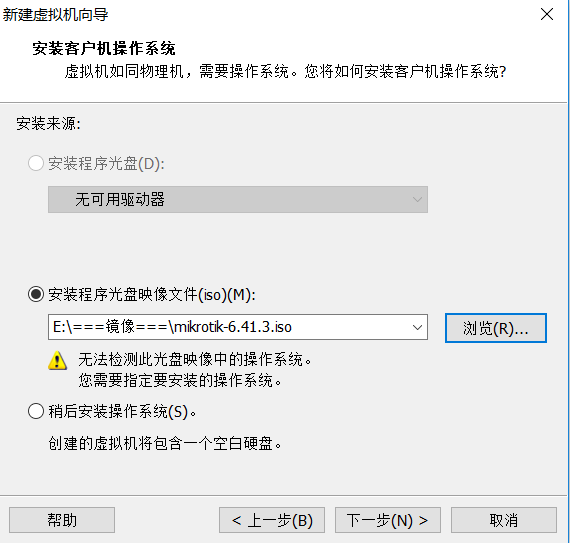 新建虚拟机向导
安装客户机操作系统
虚拟机如同物理机，需要操作系统。您将如何安装客户机操作系统?
安装来源:
安装程序光盘(D):
无可用驱动器
安装程序光盘映像文件(iso)(M):
E:\===镜像===\mikrotik-6.41.3.iso
浏览(R)...
无法检测此光盘映像中的操作系统。
您需要指定要安装的操作系统。
稍后安装操作系统(S)。
创建的虚拟机将包含一个空白硬盘。
帮助
< 上一步(B)
下一步(N) >
取消